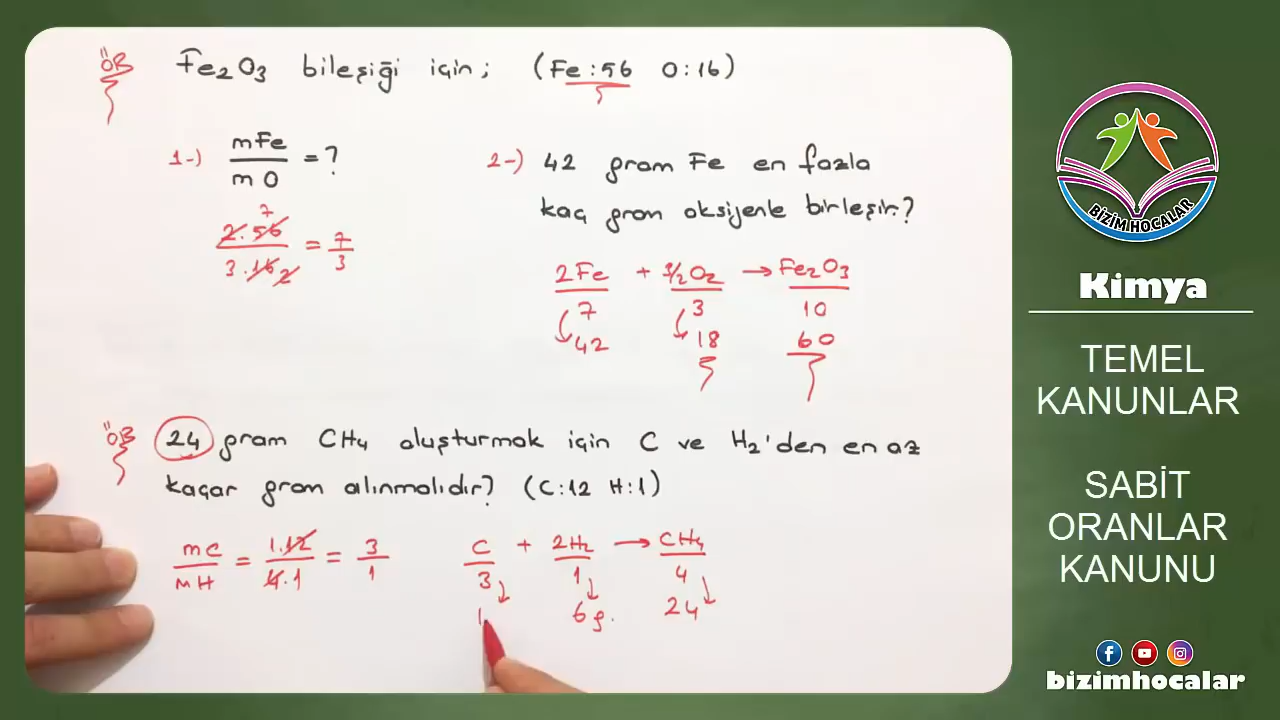 ÖR Fe2O3 bileşiği için; (Fe:56 O:16)
1-) mFe/mO = ?
2.56/3.16 = 7/3
7
2
2-) 42 gram Fe en fazla
kaç gram oksijenle birleşir.?
2Fe + 3/2O2 → Fe2O3
7 3 10
42 18 60
ÖR 24 gram CH4 oluşturmak için C ve H2'den en az
kaçar gram alınmalıdır? (C:12 H:1)
mC/mH = 1.12/4.1 = 3/1
C + 2H2 → CH4
3 1 4
1 6g. 24
BİZİM HOCALAR
Kimya
TEMEL
KANUNLAR
SABİT
ORANLAR
KANUNU
bizimhocalar